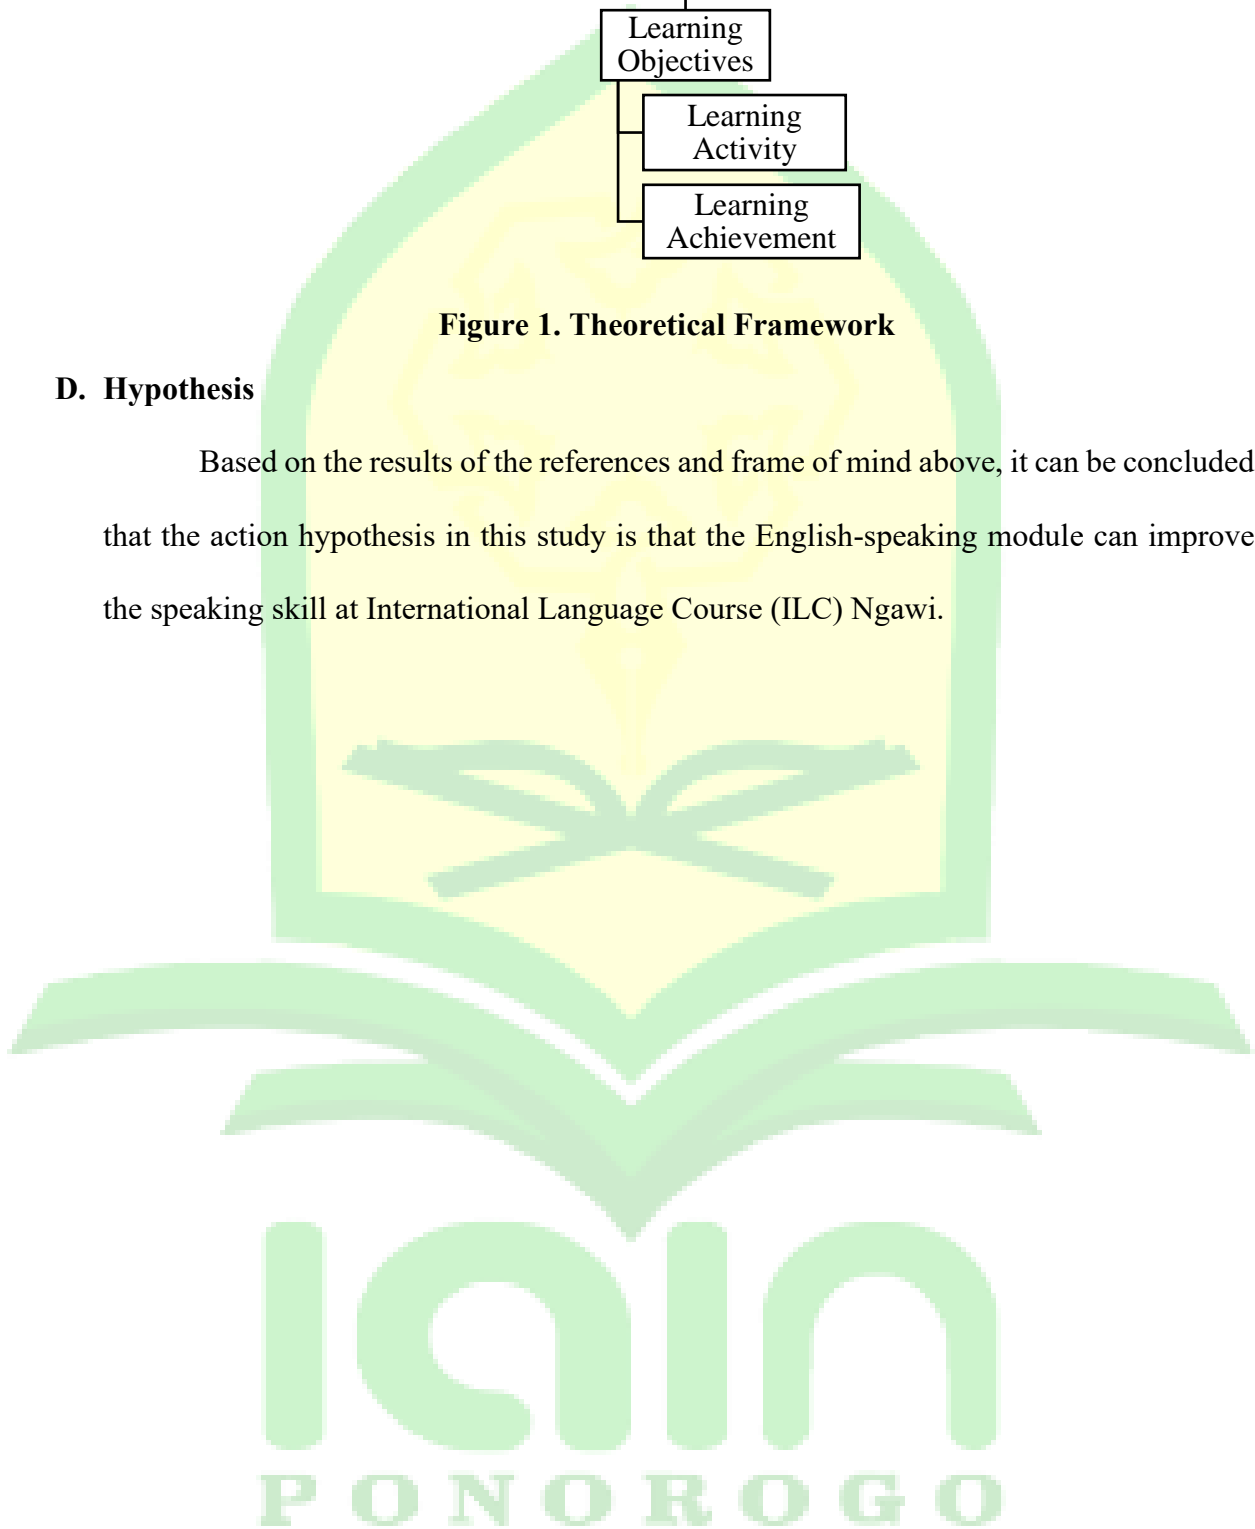 Learning
Objectives
Learning
Activity
Learning
Achievement
Figure 1. Theoretical Framework
D. Hypothesis
Based on the results of the references and frame of mind above, it can be concluded
that the action hypothesis in this study is that the English-speaking module can improve
the speaking skill at International Language Course (ILC) Ngawi.
iain
PONOROGO